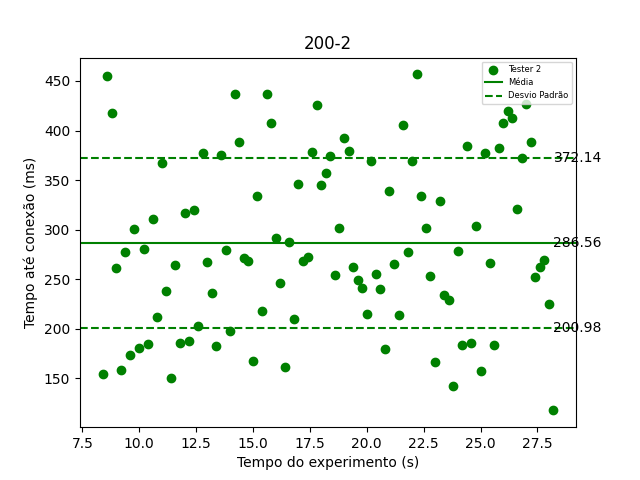 200-2
Tempo até conexão (ms)
450
400
350
300
250
200
150
Tester 2
Média
Desvio Padrão
372.14
286.56
200.98
7.5 10.0 12.5 15.0 17.5 20.0 22.5 25.0 27.5
Tempo do experimento (s)